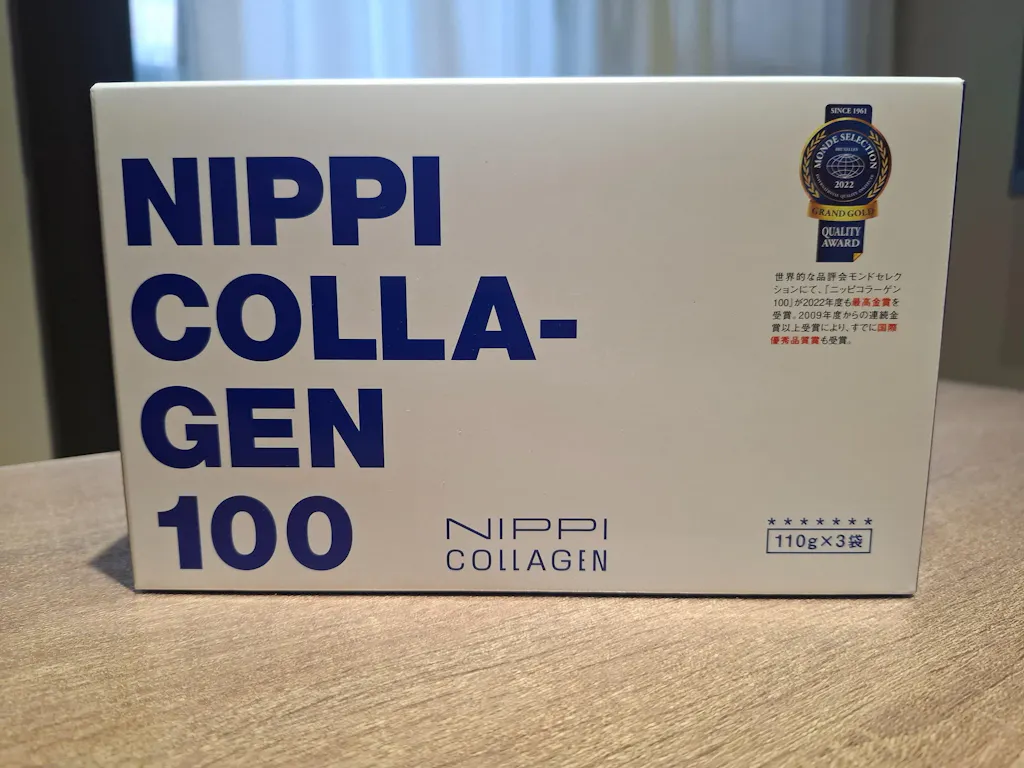 NIPPI
COLLA-
GEN
100
NIPPI
COLLAGEN
SINCE 1961
MONDE SELECTION
BRUXELLES
2022
GRAND GOLD
QUALITY
AWARD
世界的な品評会モンドセレク
ションにて、「ニッピコラーゲン
100」が2022年度も最高金賞を
受賞。2009年度からの連続金
賞以上受賞により、すでに国際
優秀品質賞も受賞。
*******
110g×3袋